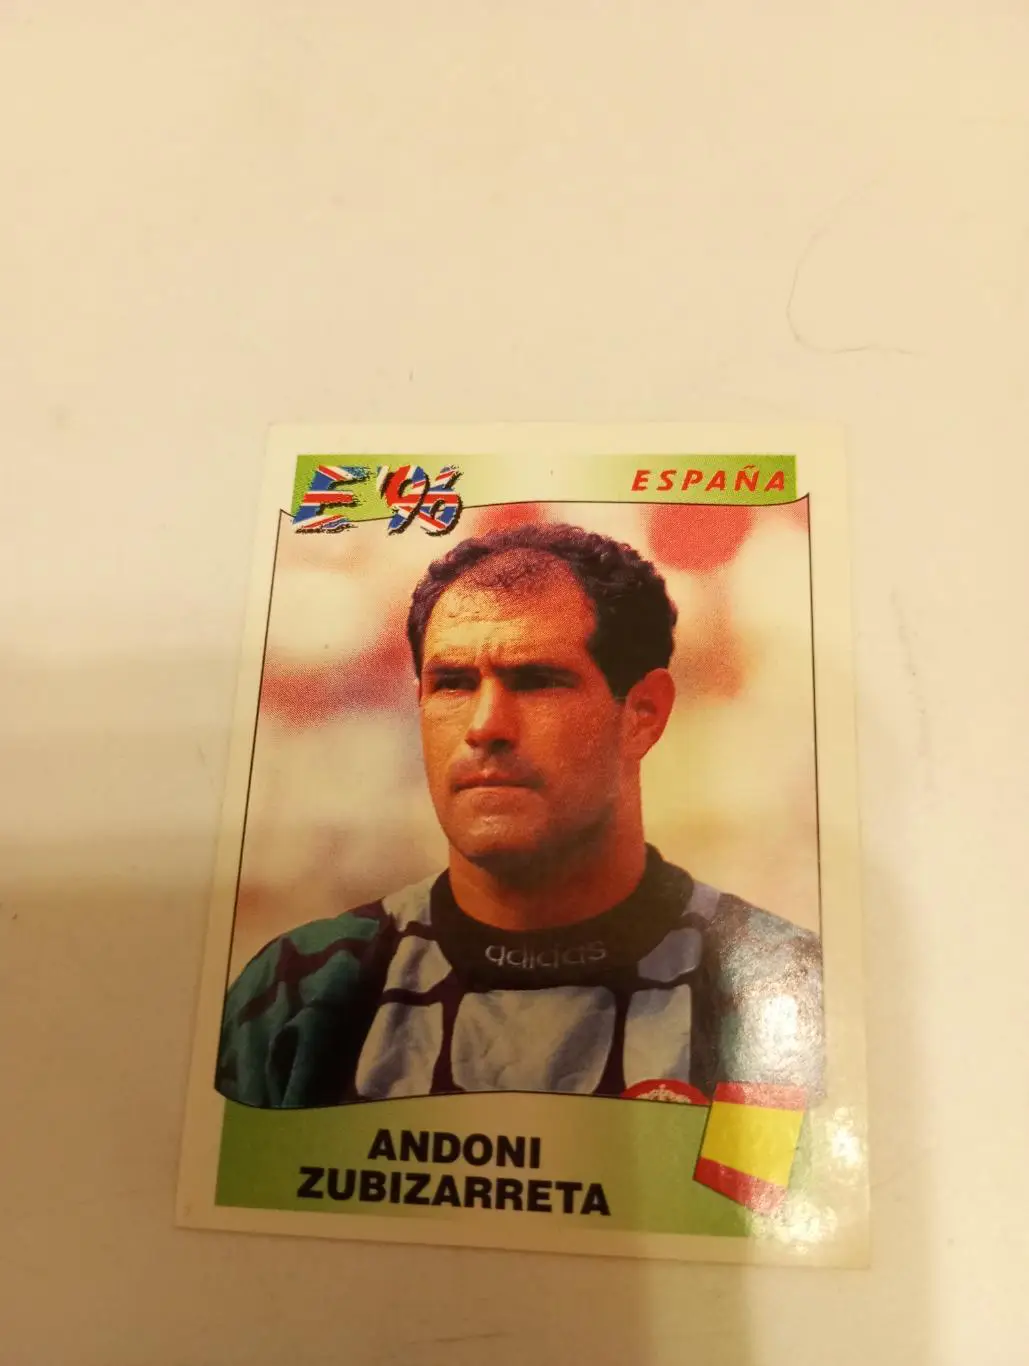 E'96
ESPAÑA
adidas
ANDONI
ZUBIZARRETA